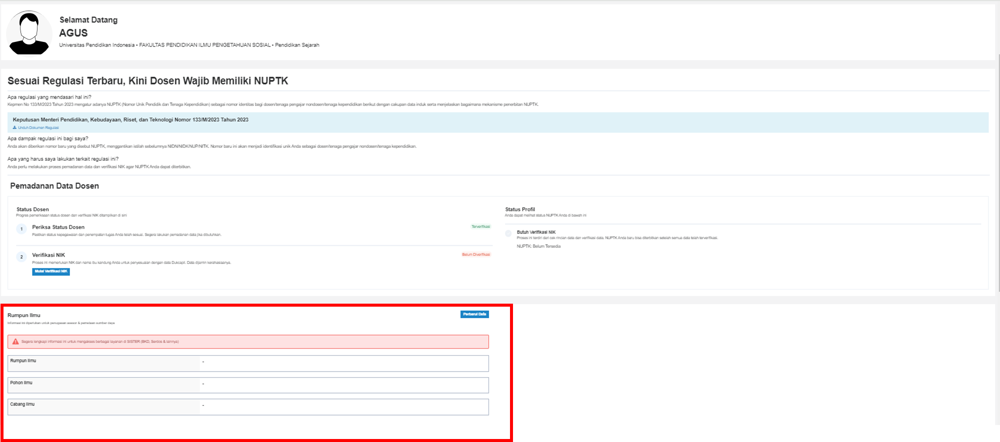 Selamat Datang
AGUS
Universitas Pendidikan Indonesia • FAKULTAS PENDIDIKAN ILMU PENGETAHUAN SOSIAL • Pendidikan Sejarah
Sesuai Regulasi Terbaru, Kini Dosen Wajib Memiliki NUPTK
Apa regulasi yang mendasari hal ini?
Kepmen No 133/M/2023 Tahun 2023 mengatur adanya NUPTK (Nomor Unik Pendidik dan Tenaga Kependidikan) sebagai nomor identitas bagi dosen/tenaga pengajar nondosen/tenaga kependidikan berikut dengan cakupan data induk serta menjelaskan bagaimana mekanisme penerbitan NUPTK.
Keputusan Menteri Pendidikan, Kebudayaan, Riset, dan Teknologi Nomor 133/M/2023 Tahun 2023
Unduh Dokumen Regulasi
Apa dampak regulasi ini bagi saya?
Anda akan diberikan nomor baru yang disebut NUPTK, menggantikan istilah sebelumnya NIDN/NIDK/NUP/NITK. Nomor baru ini akan menjadi identifikasi unik Anda sebagai dosen/tenaga pengajar nondosen/tenaga kependidikan.
Apa yang harus saya lakukan terkait regulasi ini?
Anda perlu melakukan proses pemadanan data dan verifikasi NIK agar NUPTK Anda dapat diterbitkan.
Pemadanan Data Dosen
Status Dosen
Progres pemeriksaan status dosen dan verifikasi NIK ditampilkan di sini
1 Periksa Status Dosen Terverifikasi
Pastikan status kepegawaian dan penempatan tugas Anda telah sesuai. Segera lakukan pemadanan data jika dibutuhkan.
2 Verifikasi NIK Belum Diverifikasi
Proses ini memerlukan NIK dan nama ibu kandung Anda untuk penyesuaian dengan data Dukcapil. Data dijamin kerahasiaanya.
Mulai Verifikasi NIK
Status Profil
Anda dapat melihat status NUPTK Anda di bawah ini
Butuh Verifikasi NIK
Proses ini terdiri dari cek rincian data dan verifikasi data. NUPTK Anda baru bisa diterbitkan setelah semua data telah terverifikasi.
NUPTK: Belum Tersedia
Rumpun Ilmu Perbarui Data
Informasi ini diperlukan untuk penugasan asesor & pemetaan sumber daya
Segera lengkapi informasi ini untuk mengakses berbagai layanan di SISTER (BKD, Serdos & lainnya)
Rumpun Ilmu -
Pohon Ilmu -
Cabang Ilmu -